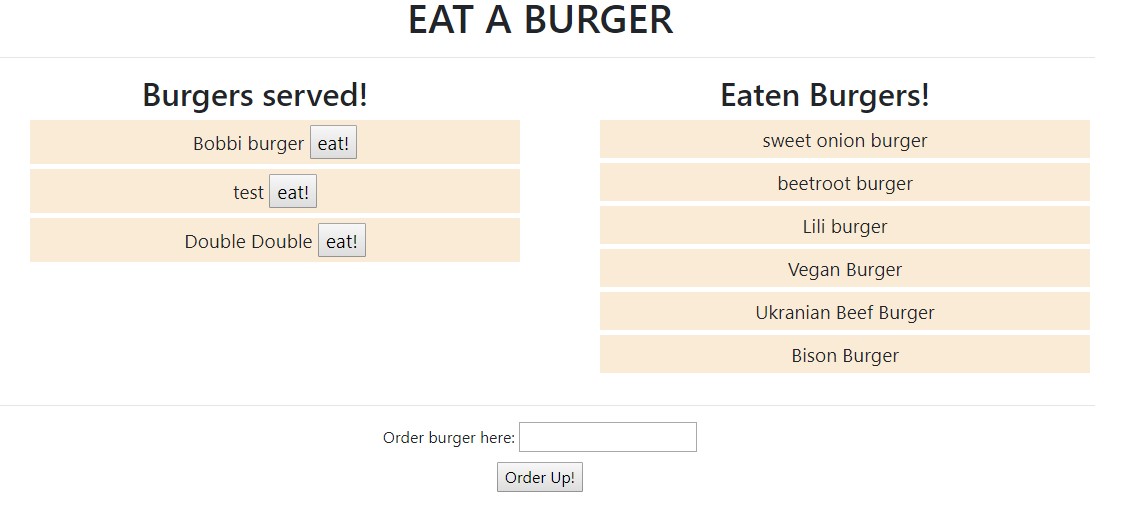 EAT A BURGER
Burgers served!
Bobbi burger eat!
test eat!
Double Double eat!
Eaten Burgers!
sweet onion burger
beetroot burger
Lili burger
Vegan Burger
Ukranian Beef Burger
Bison Burger
Order burger here:
Order Up!